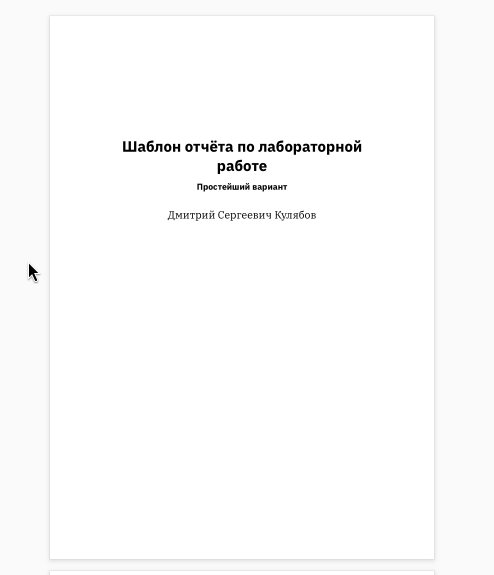 Шаблон отчёта по лабораторной
работе
Простейший вариант
Дмитрий Сергеевич Кулябов